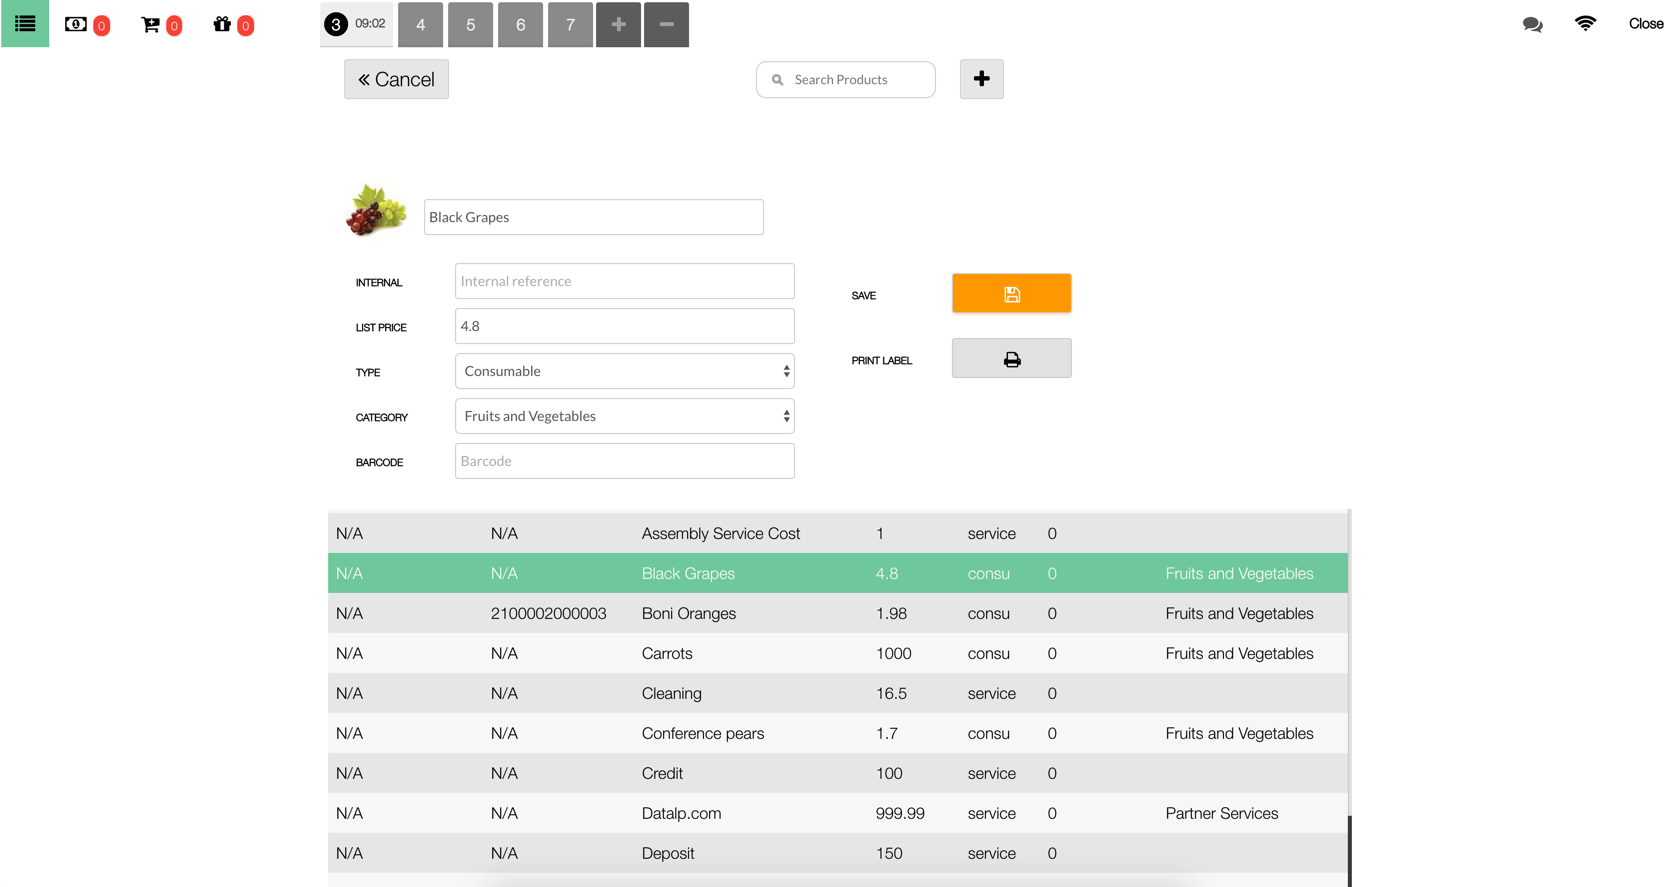 0 0 0 3 09:02 4 5 6 7 Close
Cancel Search Products
Black Grapes
INTERNAL Internal reference
SAVE
LIST PRICE 4.8
PRINT LABEL
TYPE Consumable
CATEGORY Fruits and Vegetables
BARCODE Barcode
N/A N/A Assembly Service Cost 1 service 0
N/A N/A Black Grapes 4.8 consu 0 Fruits and Vegetables
N/A 2100002000003 Boni Oranges 1.98 consu 0 Fruits and Vegetables
N/A N/A Carrots 1000 consu 0 Fruits and Vegetables
N/A N/A Cleaning 16.5 service 0
N/A N/A Conference pears 1.7 consu 0 Fruits and Vegetables
N/A N/A Credit 100 service 0
N/A N/A Datalp.com 999.99 service 0 Partner Services
N/A N/A Deposit 150 service 0